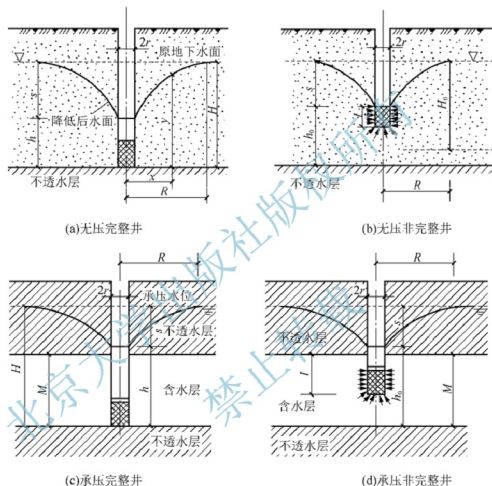 2r
原地下水面
s
降低后水面
h
y
H
x
R
不透水层
(a)无压完整井
2r
s
l
h₀
H₀
R
不透水层
(b)无压非完整井
R
2r
承压水位
s
不透水层
H
M
h
含水层
不透水层
(c)承压完整井
R
2r
s
不透水层
l
含水层
h₀
M
不透水层
(d)承压非完整井
北京大学出版社版权所有
禁止转载